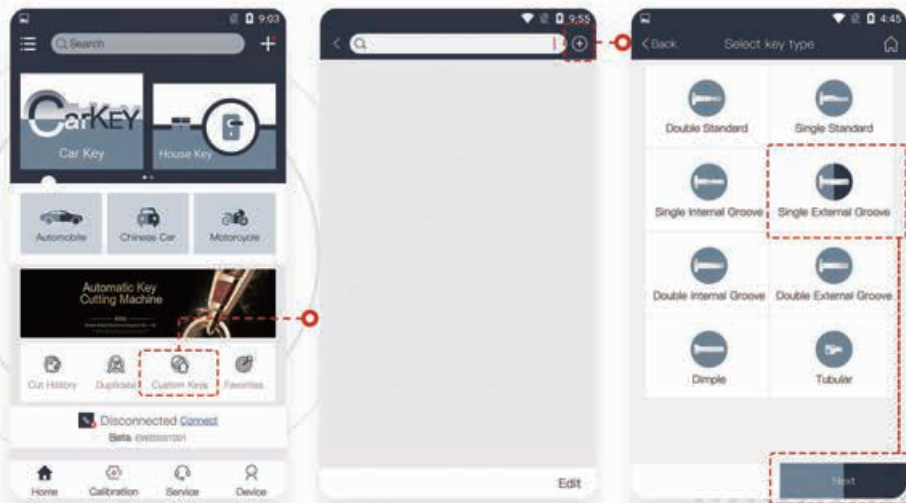 9:03
Search
CarKEY
Car Key
House Key
Automobile
Chinese Car
Motorcycle
Automatic Key
Cutting Machine
Cut History
Duplicate
Custom Keys
Favorites
Disconnected Connect
Beta
Home
Calibration
Service
Device
9:55
Edit
4:45
Back
Select key type
Double Standard
Single Standard
Single Internal Groove
Single External Groove
Double Internal Groove
Double External Groove
Dimple
Tubular
Next